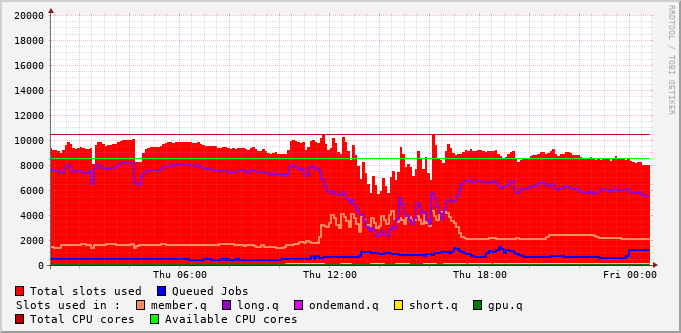 20000
18000
16000
14000
12000
10000
8000
6000
4000
2000
0
Thu 06:00 Thu 12:00 Thu 18:00 Fri 00:00
RRDTOOL / TOBI OETIKER
Total slots used Queued Jobs
Slots used in : member.q long.q ondemand.q short.q gpu.q
Total CPU cores Available CPU cores